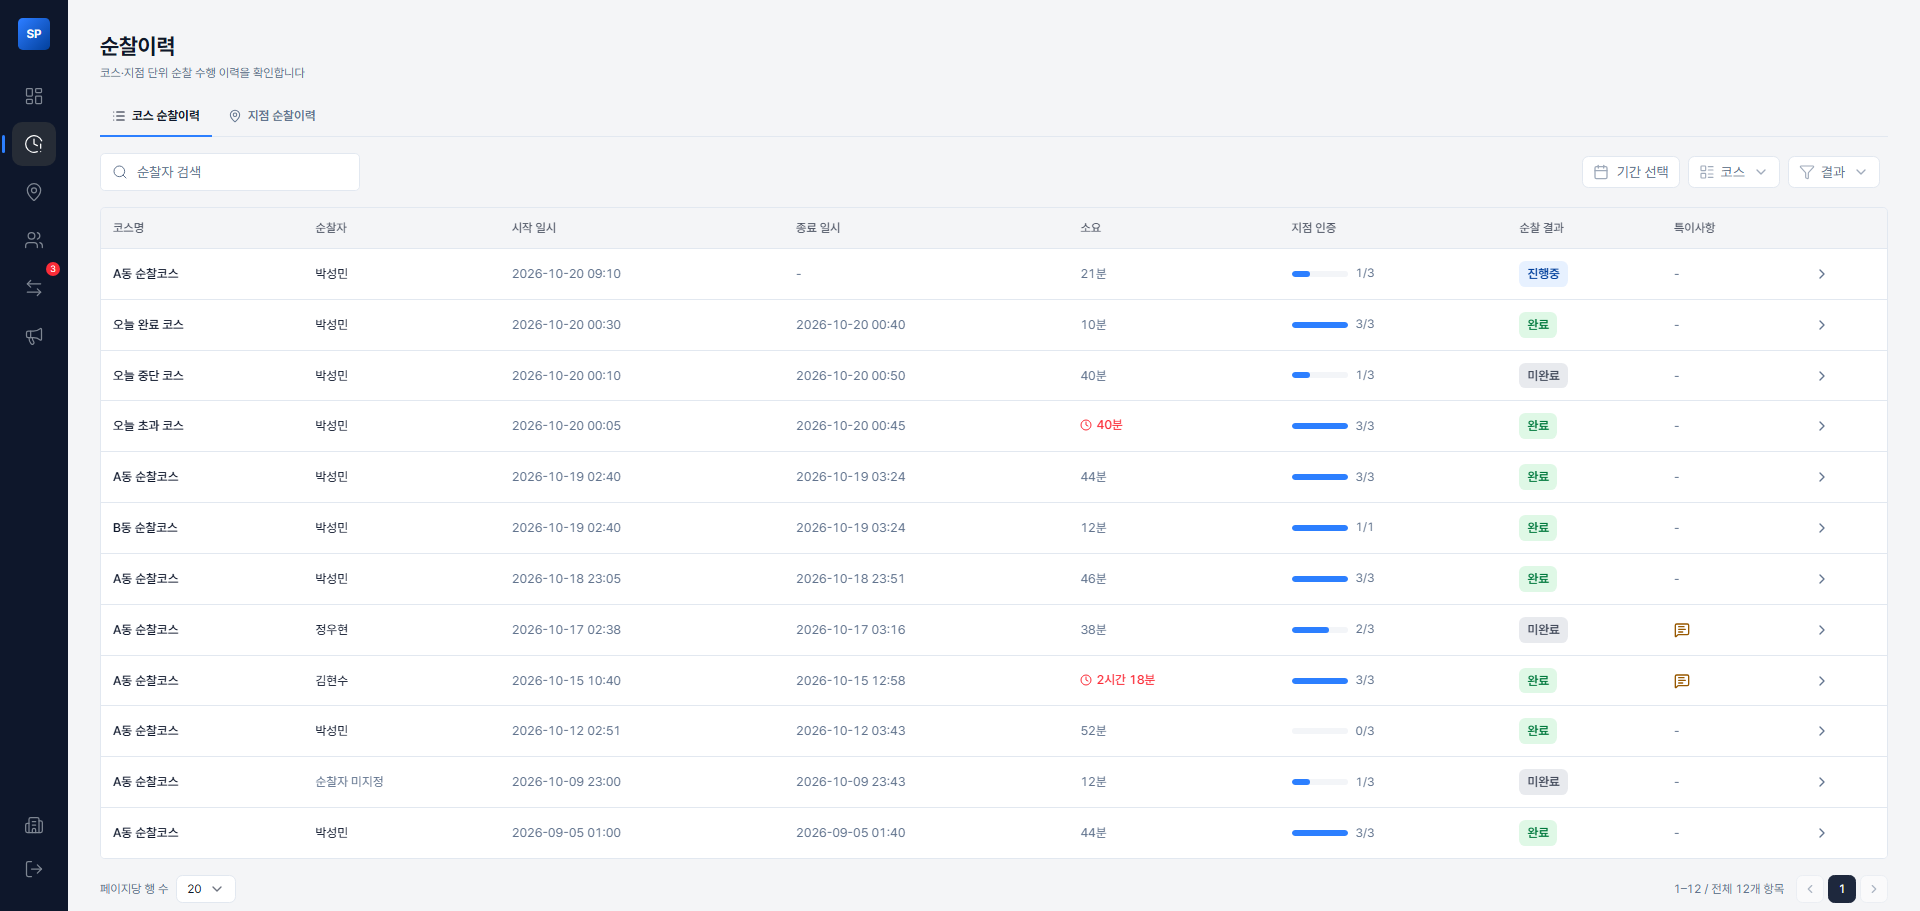 SP
3
순찰이력
코스·지점 단위 순찰 수행 이력을 확인합니다
코스 순찰이력 지점 순찰이력
순찰자 검색 기간 선택 코스 결과
코스명 순찰자 시작 일시 종료 일시 소요 지점 인증 순찰 결과 특이사항
A동 순찰코스 박성민 2026-10-20 09:10 - 21분 1/3 진행중 -
오늘 완료 코스 박성민 2026-10-20 00:30 2026-10-20 00:40 10분 3/3 완료 -
오늘 중단 코스 박성민 2026-10-20 00:10 2026-10-20 00:50 40분 1/3 미완료 -
오늘 초과 코스 박성민 2026-10-20 00:05 2026-10-20 00:45 40분 3/3 완료 -
A동 순찰코스 박성민 2026-10-19 02:40 2026-10-19 03:24 44분 3/3 완료 -
B동 순찰코스 박성민 2026-10-19 02:40 2026-10-19 03:24 12분 1/1 완료 -
A동 순찰코스 박성민 2026-10-18 23:05 2026-10-18 23:51 46분 3/3 완료 -
A동 순찰코스 정우현 2026-10-17 02:38 2026-10-17 03:16 38분 2/3 미완료
A동 순찰코스 김현수 2026-10-15 10:40 2026-10-15 12:58 2시간 18분 3/3 완료
A동 순찰코스 박성민 2026-10-12 02:51 2026-10-12 03:43 52분 0/3 완료 -
A동 순찰코스 순찰자 미지정 2026-10-09 23:00 2026-10-09 23:43 12분 1/3 미완료 -
A동 순찰코스 박성민 2026-09-05 01:00 2026-09-05 01:40 44분 3/3 완료 -
페이지당 행 수 20 1–12 / 전체 12개 항목 1